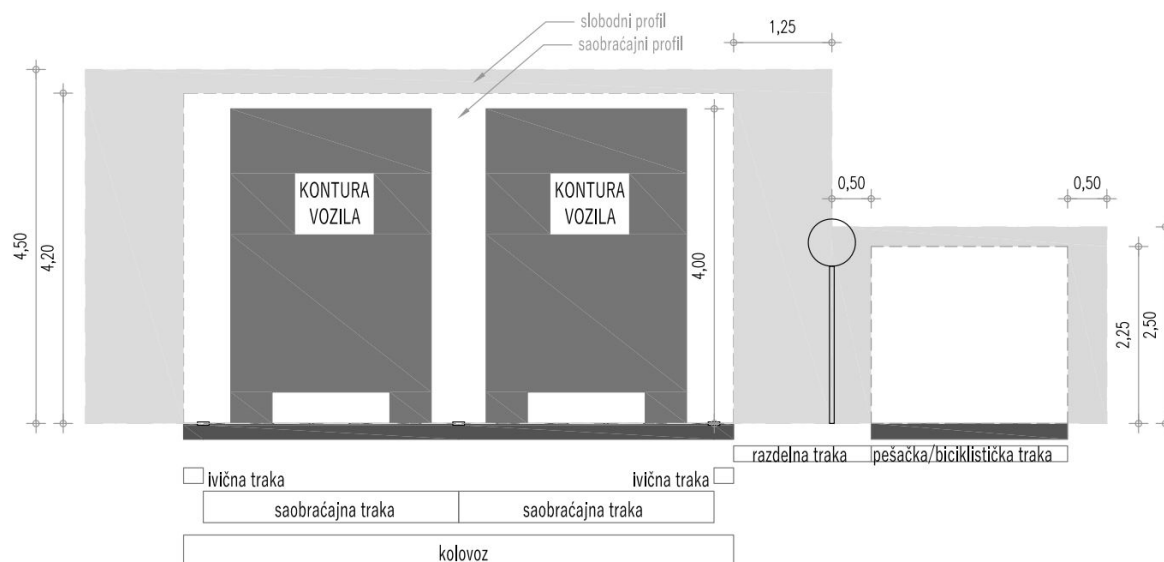 slobodni profil
saobraćajni profil
1,25
0,50
0,50
KONTURA
VOZILA
KONTURA
VOZILA
4,50
4,20
4,00
2,25
2,50
razdelna traka
pešačka/biciklistička traka
ivična traka
ivična traka
saobraćajna traka
saobraćajna traka
kolovoz